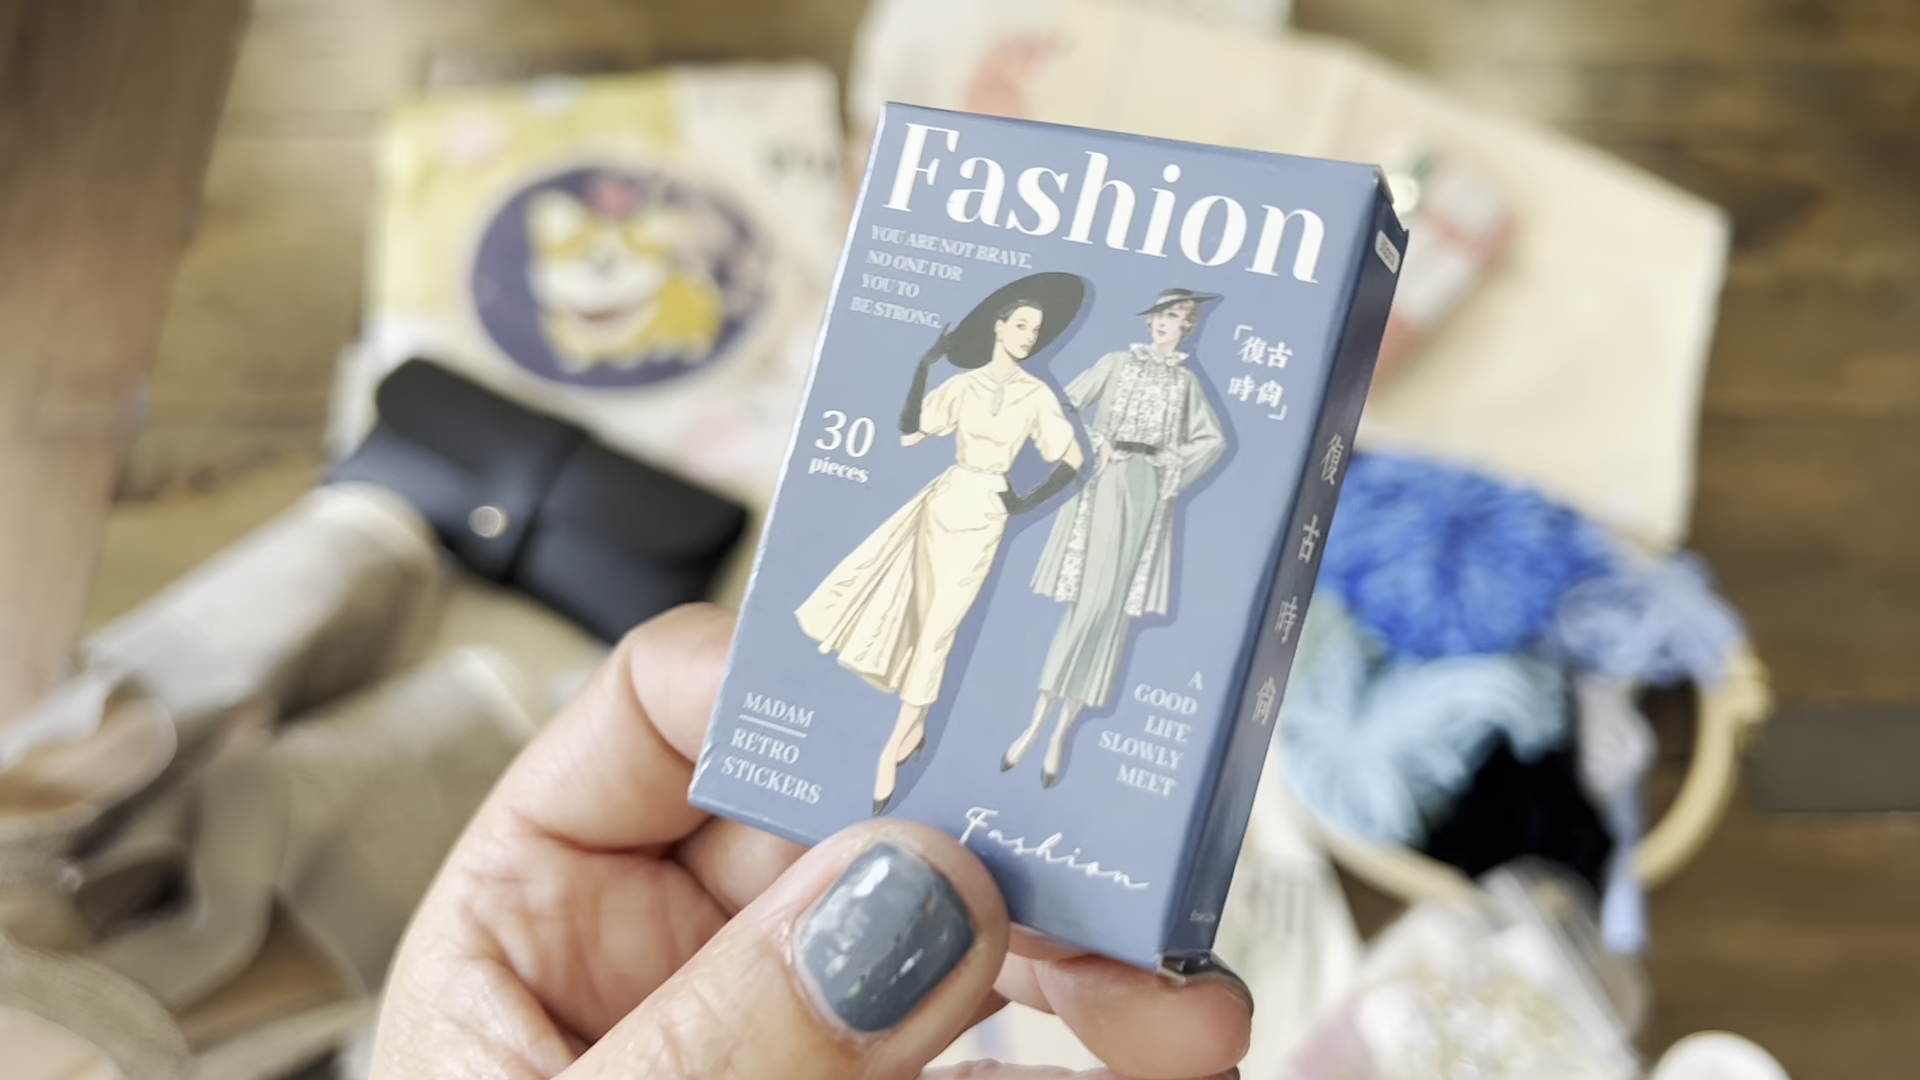 Fashion
YOU ARE NOT BRAVE,
NO ONE FOR
YOU TO
BE STRONG.
「復古
時尚」
30
pieces
MADAM
RETRO
STICKERS
A
GOOD
LIFE
SLOWLY
MEET
Fashion
復古時尚